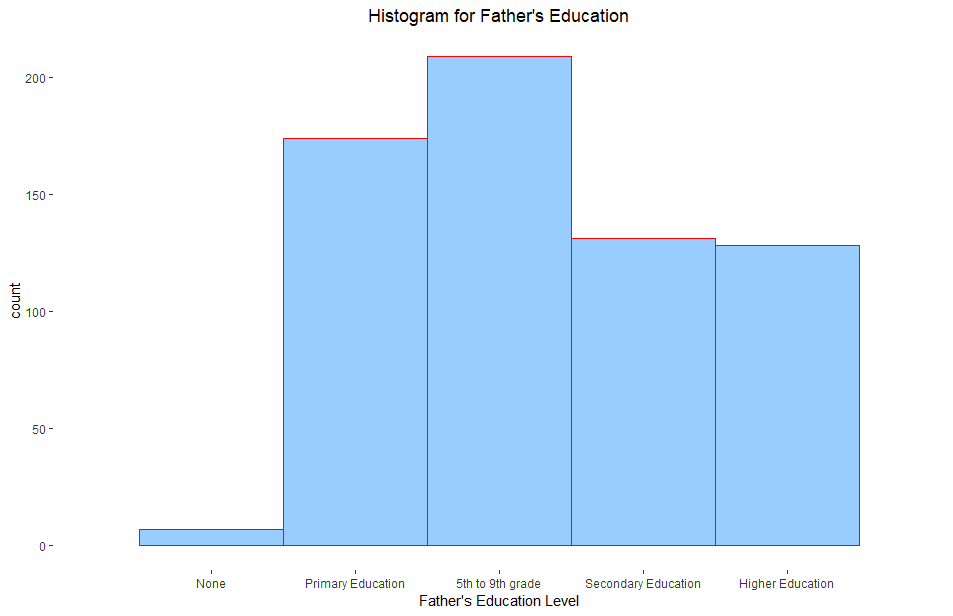 Histogram for Father's Education
200
150
100
50
0
count
None Primary Education 5th to 9th grade Secondary Education Higher Education
Father's Education Level